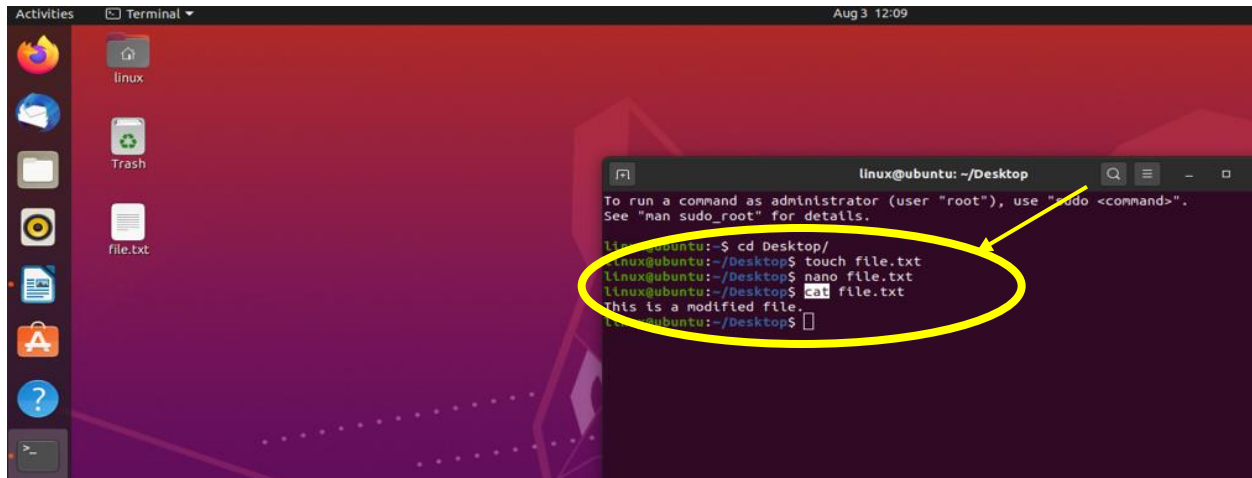 Activities Terminal Aug 3 12:09
linux
Trash
file.txt
linux@ubuntu: ~/Desktop
To run a command as administrator (user "root"), use "sudo <command>".
See "man sudo_root" for details.
linux@ubuntu:~$ cd Desktop/
linux@ubuntu:~/Desktop$ touch file.txt
linux@ubuntu:~/Desktop$ nano file.txt
linux@ubuntu:~/Desktop$ cat file.txt
This is a modified file.
linux@ubuntu:~/Desktop$